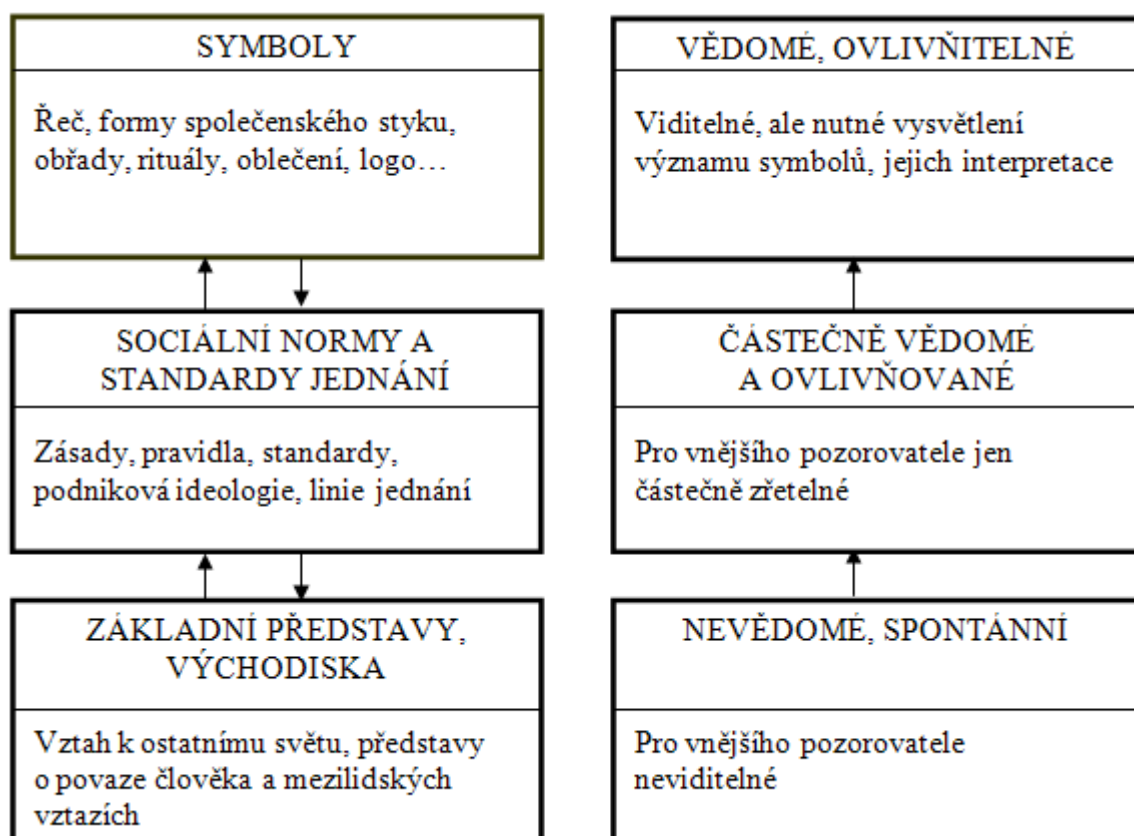 SYMBOLY
Řeč, formy společenského styku,
obřady, rituály, oblečení, logo…
VĚDOMÉ, OVLIVŇITELNÉ
Viditelné, ale nutné vysvětlení
významu symbolů, jejich interpretace
SOCIÁLNÍ NORMY A
STANDARDY JEDNÁNÍ
Zásady, pravidla, standardy,
podniková ideologie, linie jednání
ČÁSTEČNĚ VĚDOMÉ
A OVLIVŇOVANÉ
Pro vnějšího pozorovatele jen
částečně zřetelné
ZÁKLADNÍ PŘEDSTAVY,
VÝCHODISKA
Vztah k ostatnímu světu, představy
o povaze člověka a mezilidských
vztazích
NEVĚDOMÉ, SPONTÁNNÍ
Pro vnějšího pozorovatele
neviditelné